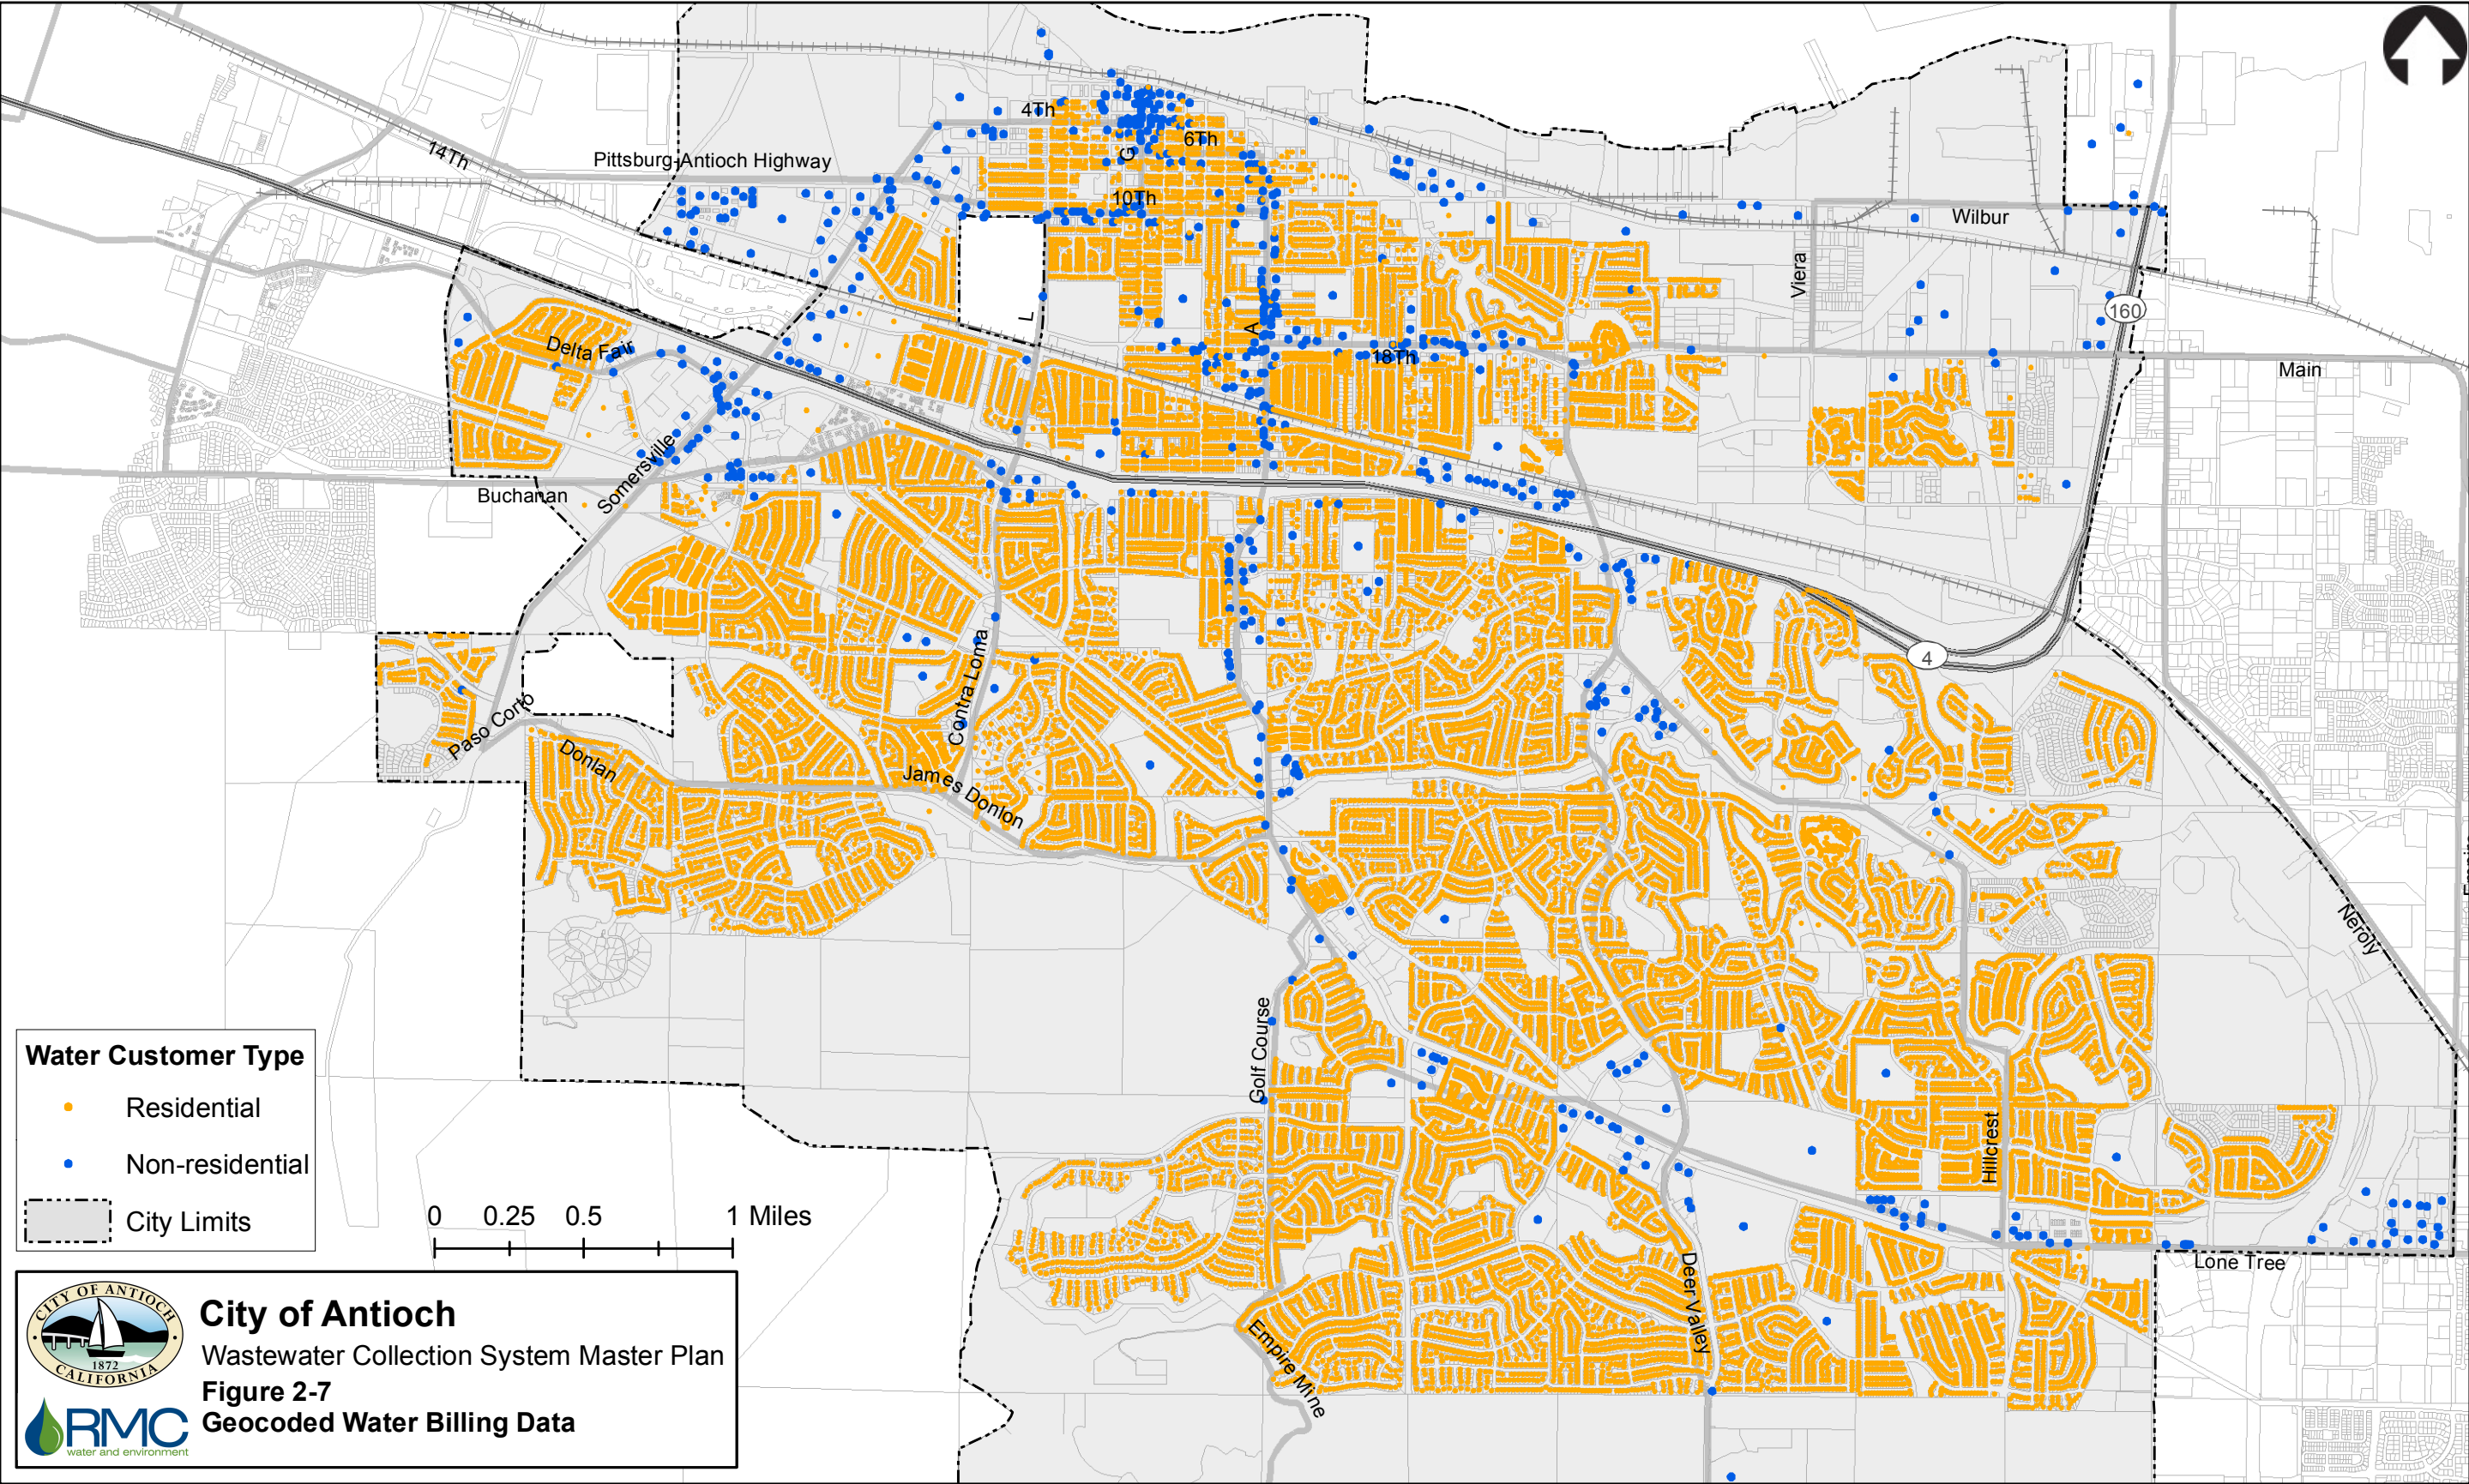 4Th
6Th
G
14Th
Pittsburg-Antioch Highway
10Th
Wilbur
Viera
160
L
A
Delta Fair
18Th
Main
Somersville
Buchanan
Contra Loma
4
Paso Corto
Donlan
James Donlon
Neroly
Golf Course
Hillcrest
Lone Tree
Deer Valley
Empire Mine
Water Customer Type
Residential
Non-residential
City Limits
0 0.25 0.5 1 Miles
CITY OF ANTIOCH
1872
CALIFORNIA
City of Antioch
Wastewater Collection System Master Plan
Figure 2-7
Geocoded Water Billing Data
RMC
water and environment